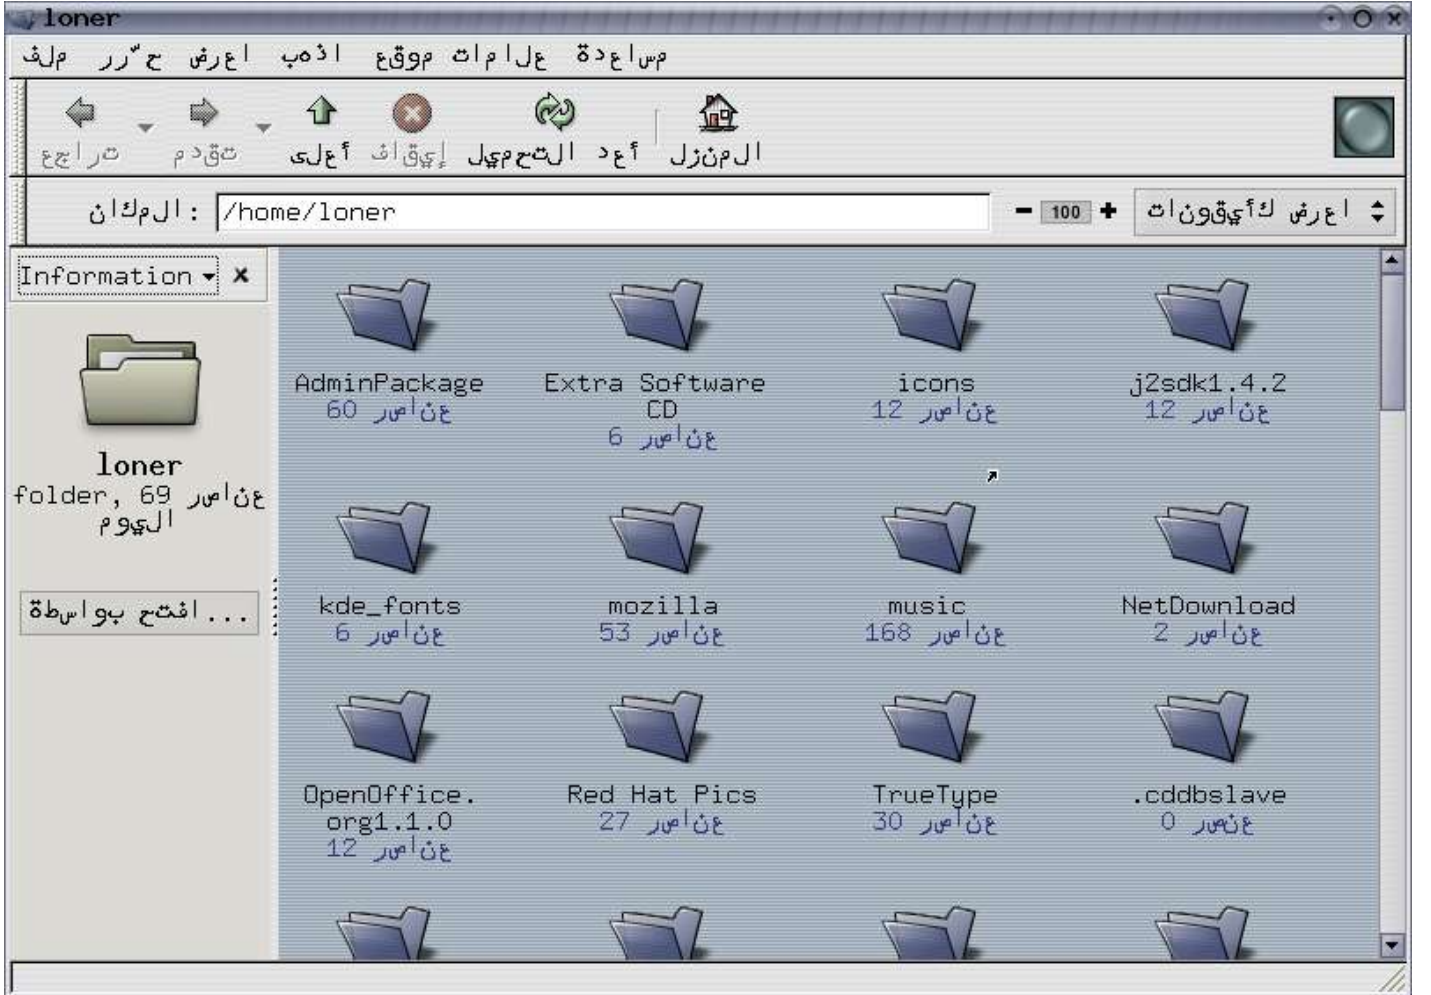 loner
ملف حّرر اعرض اذهب موقع علامات مساعدة
تراجع تقدم أعلى إيقاف أعد التحميل المنزل
المكان: /home/loner - 100 + اعرض كأيقونات
Information
loner
folder, 69 عناصر
اليوم
افتح بواسطة...
AdminPackage
60 عناصر
Extra Software
CD
6 عناصر
icons
12 عناصر
j2sdk1.4.2
12 عناصر
kde_fonts
6 عناصر
mozilla
53 عناصر
music
168 عناصر
NetDownload
2 عناصر
OpenOffice.
org1.1.0
12 عناصر
Red Hat Pics
27 عناصر
TrueType
30 عناصر
.cddbslave
0 عنصر